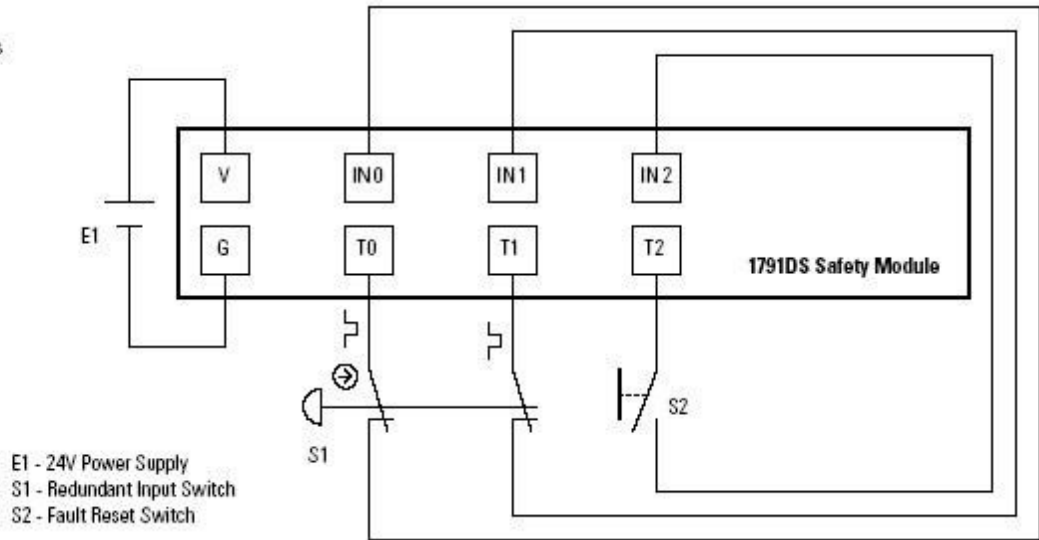 V
IN0
IN1
IN2
E1
G
T0
T1
T2
1791DS Safety Module
S1
S2
E1 - 24V Power Supply
S1 - Redundant Input Switch
S2 - Fault Reset Switch